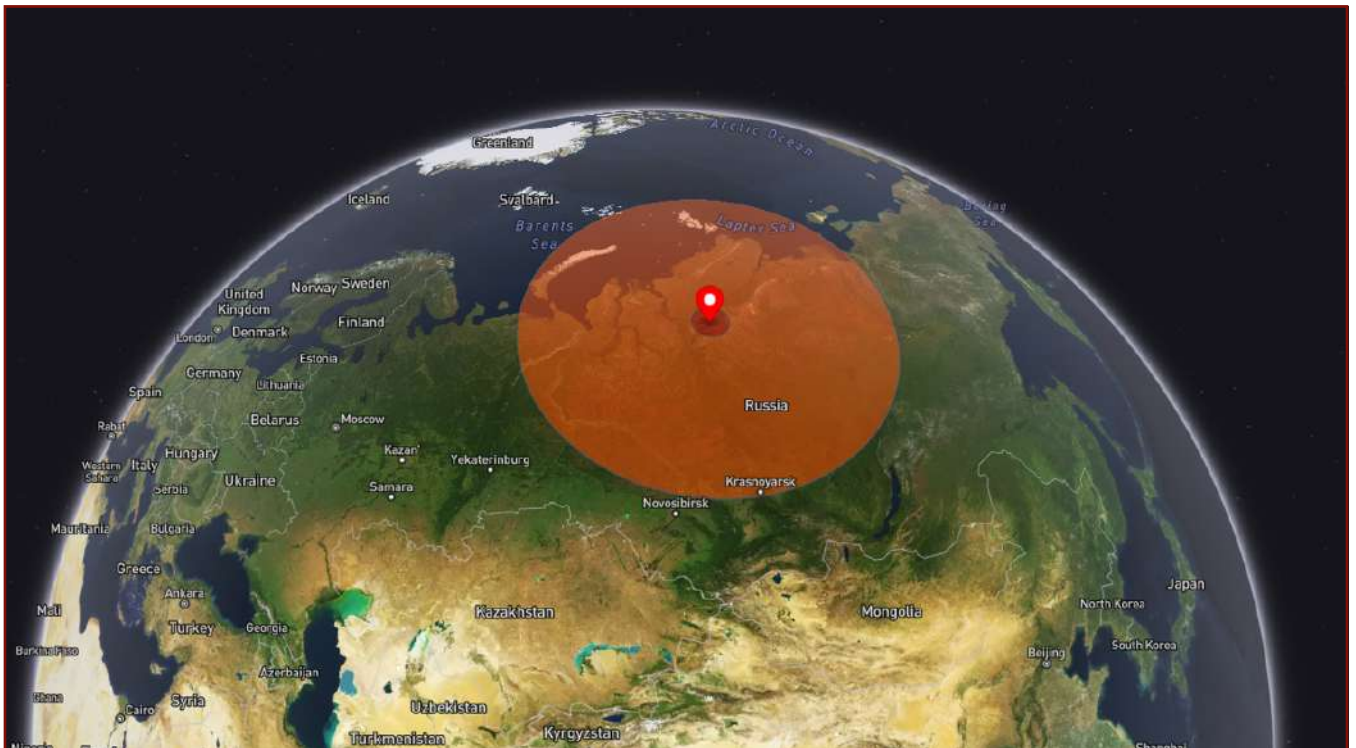 Greenland
Arctic Ocean
Iceland
Svalbard
Bering
Sea
Barents
Sea
Laptev Sea
Norway
Sweden
United
Kingdom
Finland
London
Denmark
Estonia
Germany
Lithuania
Spain
Russia
Belarus
Moscow
Rabat
Hungary
Kazan'
Yekaterinburg
Western
Sahara
Italy
Ukraine
Krasnoyarsk
Serbia
Samara
Novosibirsk
Mauritania
Bulgaria
Greece
Japan
Ankara
Mali
Kazakhstan
Mongolia
North Korea
Turkey
Georgia
Burkina Faso
Beijing
South Korea
Azerbaijan
Ghana
Syria
Cairo
Uzbekistan
Kyrgyzstan
Turkmenistan